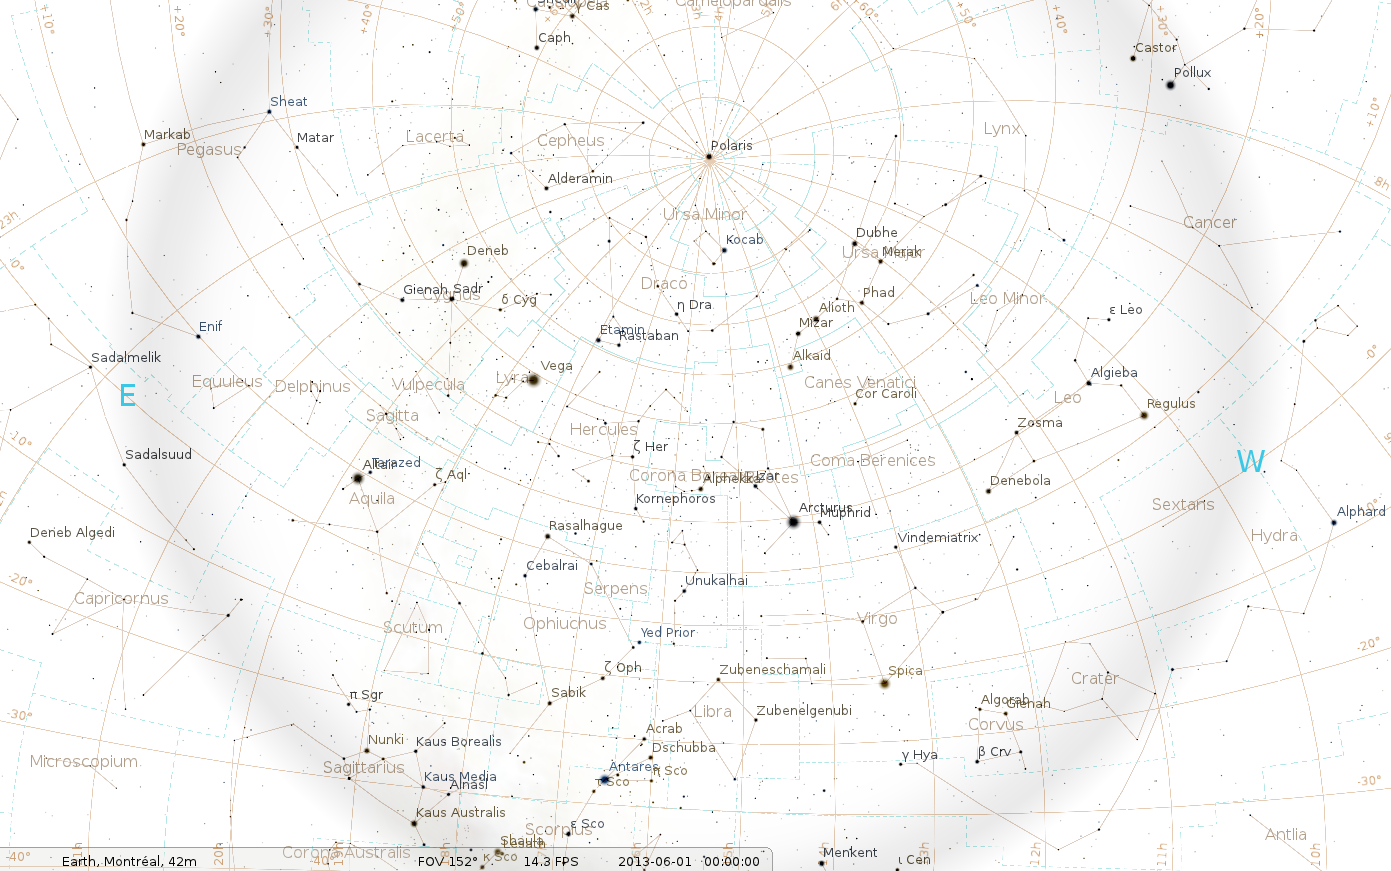 γ Cas
Camelopardalis
Caph
Castor
Pollux
+10°
+20°
+30°
+40°
+50°
+60°
+50°
+40°
+30°
+20°
+10°
Sheat
Markab
Pegasus
Matar
Lacerta
Cepheus
Polaris
Lynx
Alderamin
8h
23h
Ursa Minor
Cancer
Kocab
Dubhe
Deneb
Merak
0°
Draco
Gienah
Sadr
Cygnus
δ Cyg
η Dra
Phad
Leo Minor
Alioth
ε Leo
Mizar
Enif
Etamin
Rastaban
Sadalmelik
Alkaid
0°
Vega
Lyra
Algieba
E
Equuleus
Delphinus
Vulpecula
Canes Venatici
Cor Caroli
Leo
Regulus
Sagitta
Zosma
Hercules
-10°
ζ Her
Sadalsuud
Altair
Tarazed
Coma Berenices
W
ζ Aql
Alphekka
Izar
Denebola
Aquila
Kornephoros
Arcturus
Muphrid
Sextans
Alphard
Deneb Algedi
Rasalhague
Vindemiatrix
Hydra
-20°
Cebalrai
Unukalhai
Serpens
Capricornus
Scutum
Ophiuchus
Virgo
Yed Prior
-20°
ζ Oph
Zubeneschamali
Spica
Crater
π Sgr
Sabik
Libra
Zubenelgenubi
Algorab
Gienah
-30°
Corvus
Acrab
Nunki
Kaus Borealis
Dschubba
γ Hya
β Crv
Microscopium
Sagittarius
Antares
π Sco
τ Sco
Kaus Media
Alnasl
-30°
Kaus Australis
ε Sco
Scorpius
Antlia
Shaula
Corona Australis
Menkent
κ Sco
ι Cen
-40°
20h
12h
11h
10h
Earth, Montréal, 42m
FOV 152°
14.3 FPS
2013-06-01 00:00:00